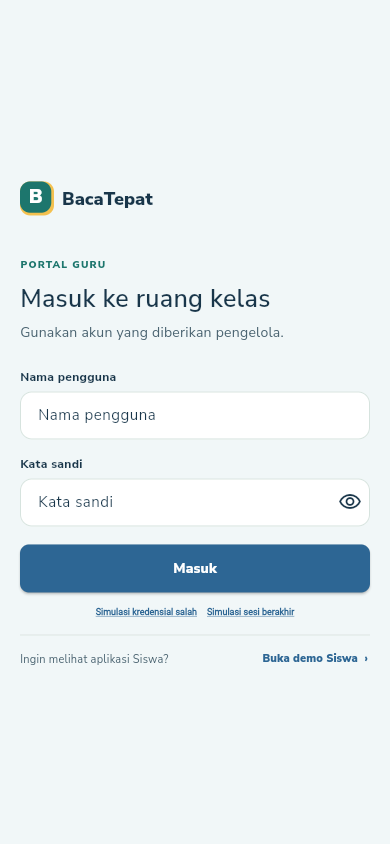 B BacaTepat
PORTAL GURU
Masuk ke ruang kelas
Gunakan akun yang diberikan pengelola.
Nama pengguna
Nama pengguna
Kata sandi
Kata sandi
Masuk
Simulasi kredensial salah Simulasi sesi berakhir
Ingin melihat aplikasi Siswa? Buka demo Siswa ›